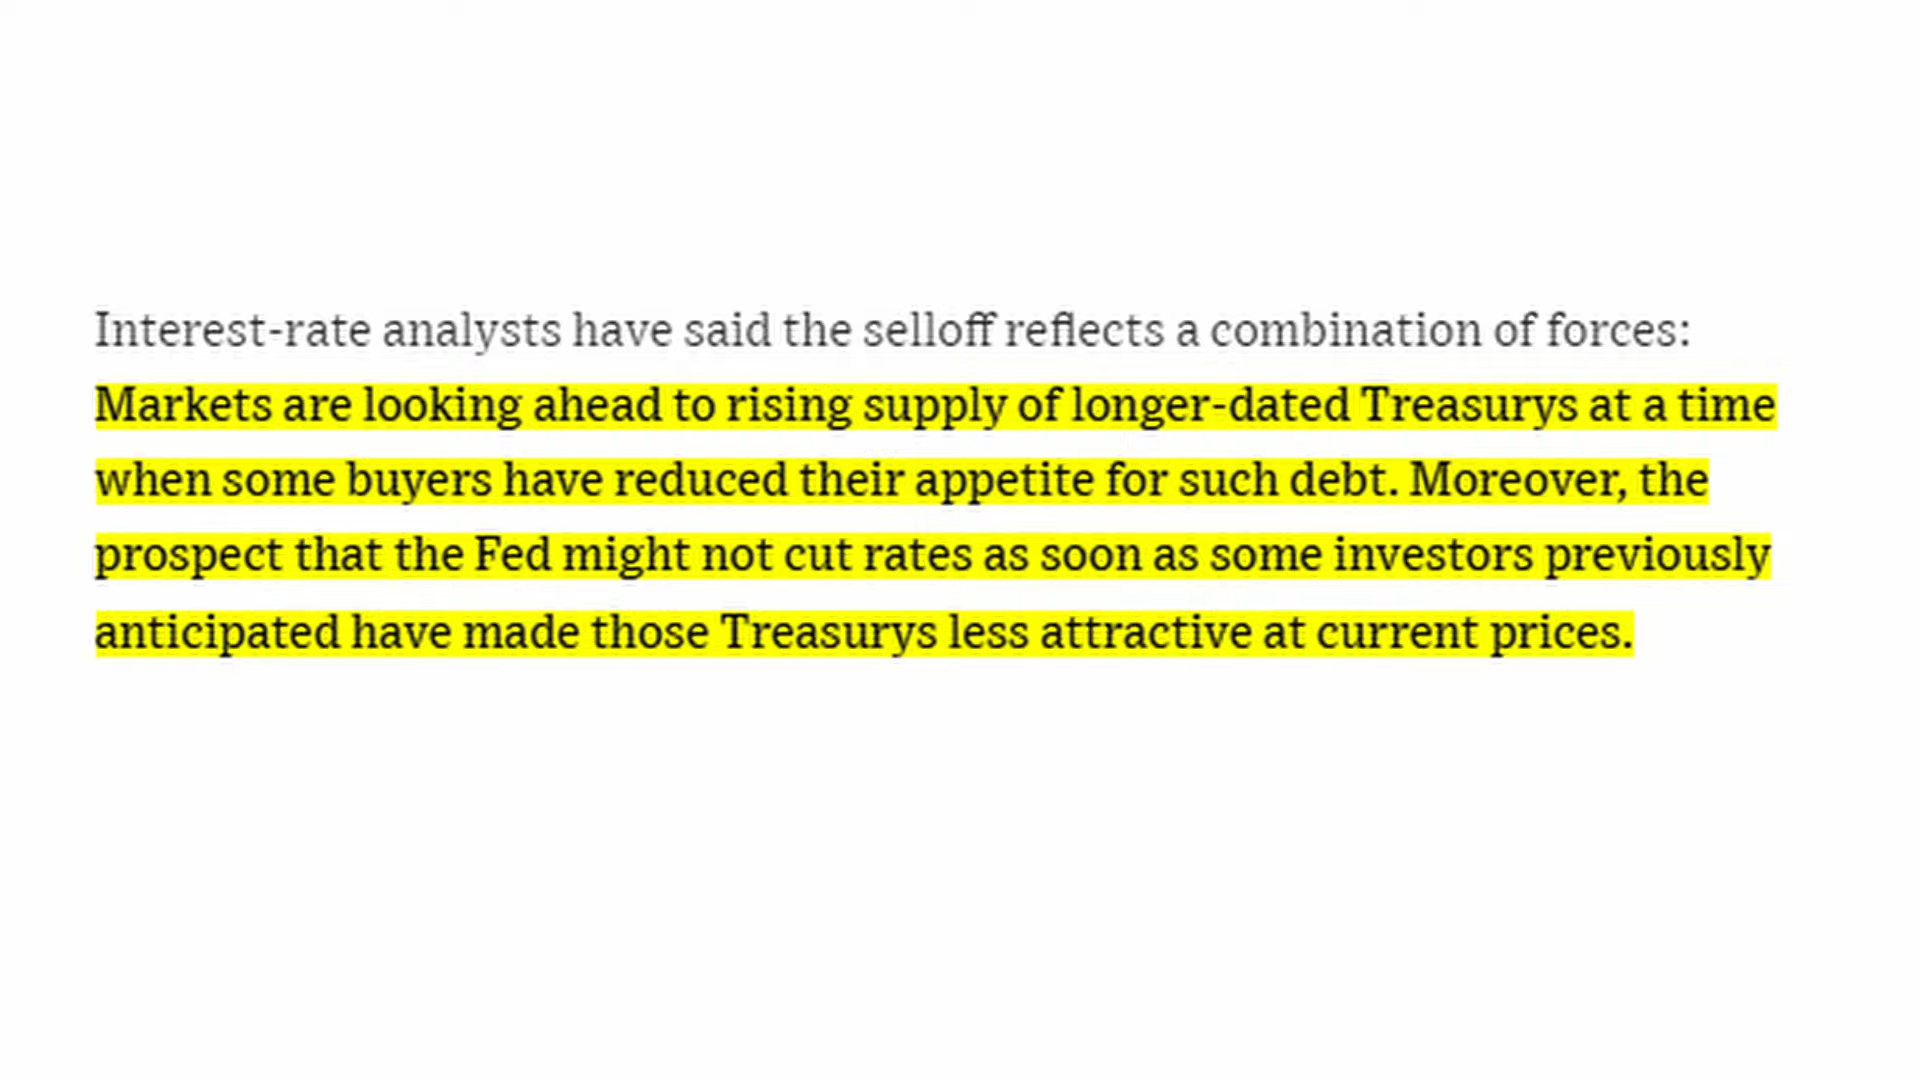 Interest-rate analysts have said the selloff reflects a combination of forces:
Markets are looking ahead to rising supply of longer-dated Treasurys at a time
when some buyers have reduced their appetite for such debt. Moreover, the
prospect that the Fed might not cut rates as soon as some investors previously
anticipated have made those Treasurys less attractive at current prices.